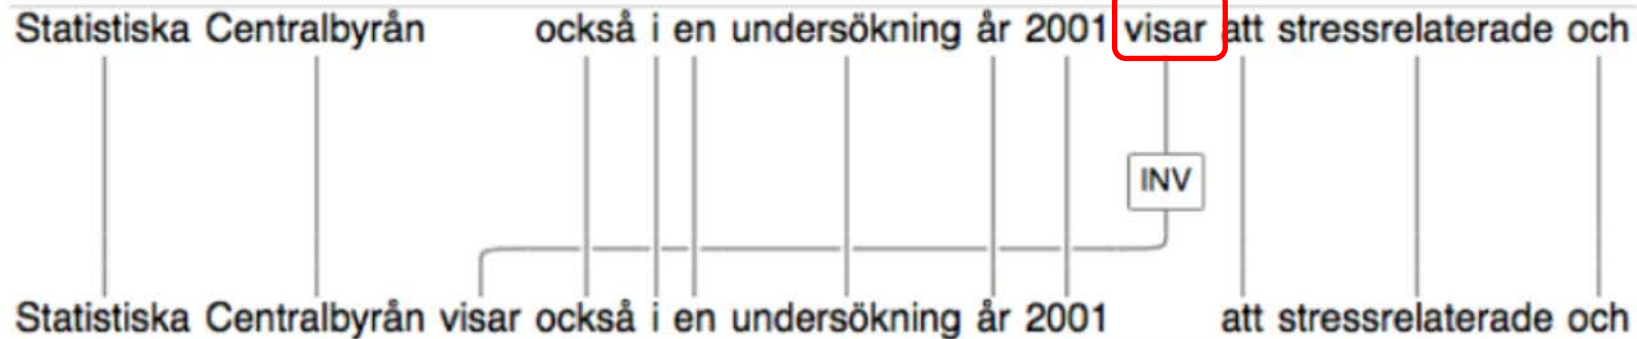 Statistiska Centralbyrån också i en undersökning år 2001 visar att stressrelaterade och
INV
Statistiska Centralbyrån visar också i en undersökning år 2001 att stressrelaterade och